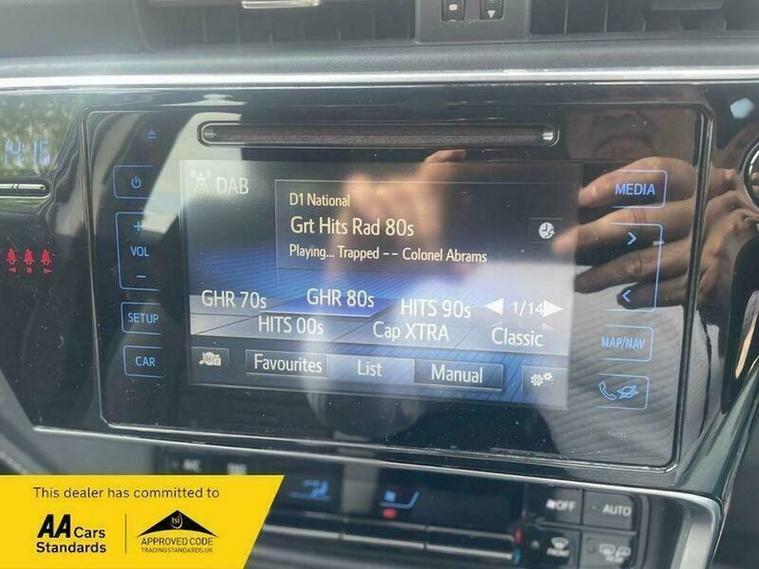 DAB
D1 National
Grt Hits Rad 80s
Playing... Trapped -- Colonel Abrams
GHR 70s
GHR 80s
HITS 90s
1/14
HITS 00s
Cap XTRA
Classic
Favourites
List
Manual
+
VOL
-
SETUP
CAR
MEDIA
>
<
MAP/NAV
OFF
AUTO
FRONT
This dealer has committed to
AA Cars
Standards
tsi
APPROVED CODE
TRADINGSTANDARDS.UK